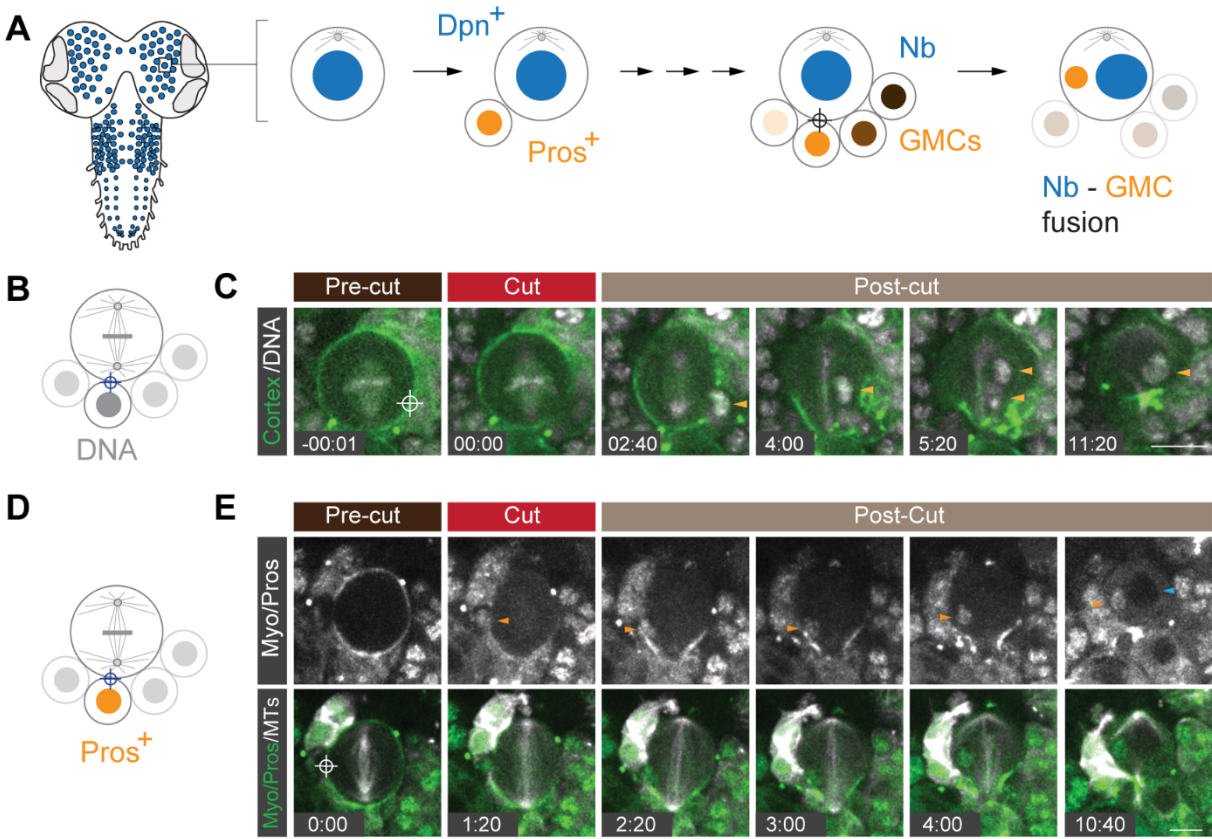 A
Dpn+
Pros+
Nb
GMCs
Nb - GMC
fusion
B
DNA
C
Pre-cut
Cut
Post-cut
Cortex/DNA
-00:01
00:00
02:40
4:00
5:20
11:20
D
Pros+
E
Pre-cut
Cut
Post-Cut
Myo/Pros
Myo/Pros/MTs
0:00
1:20
2:20
3:00
4:00
10:40